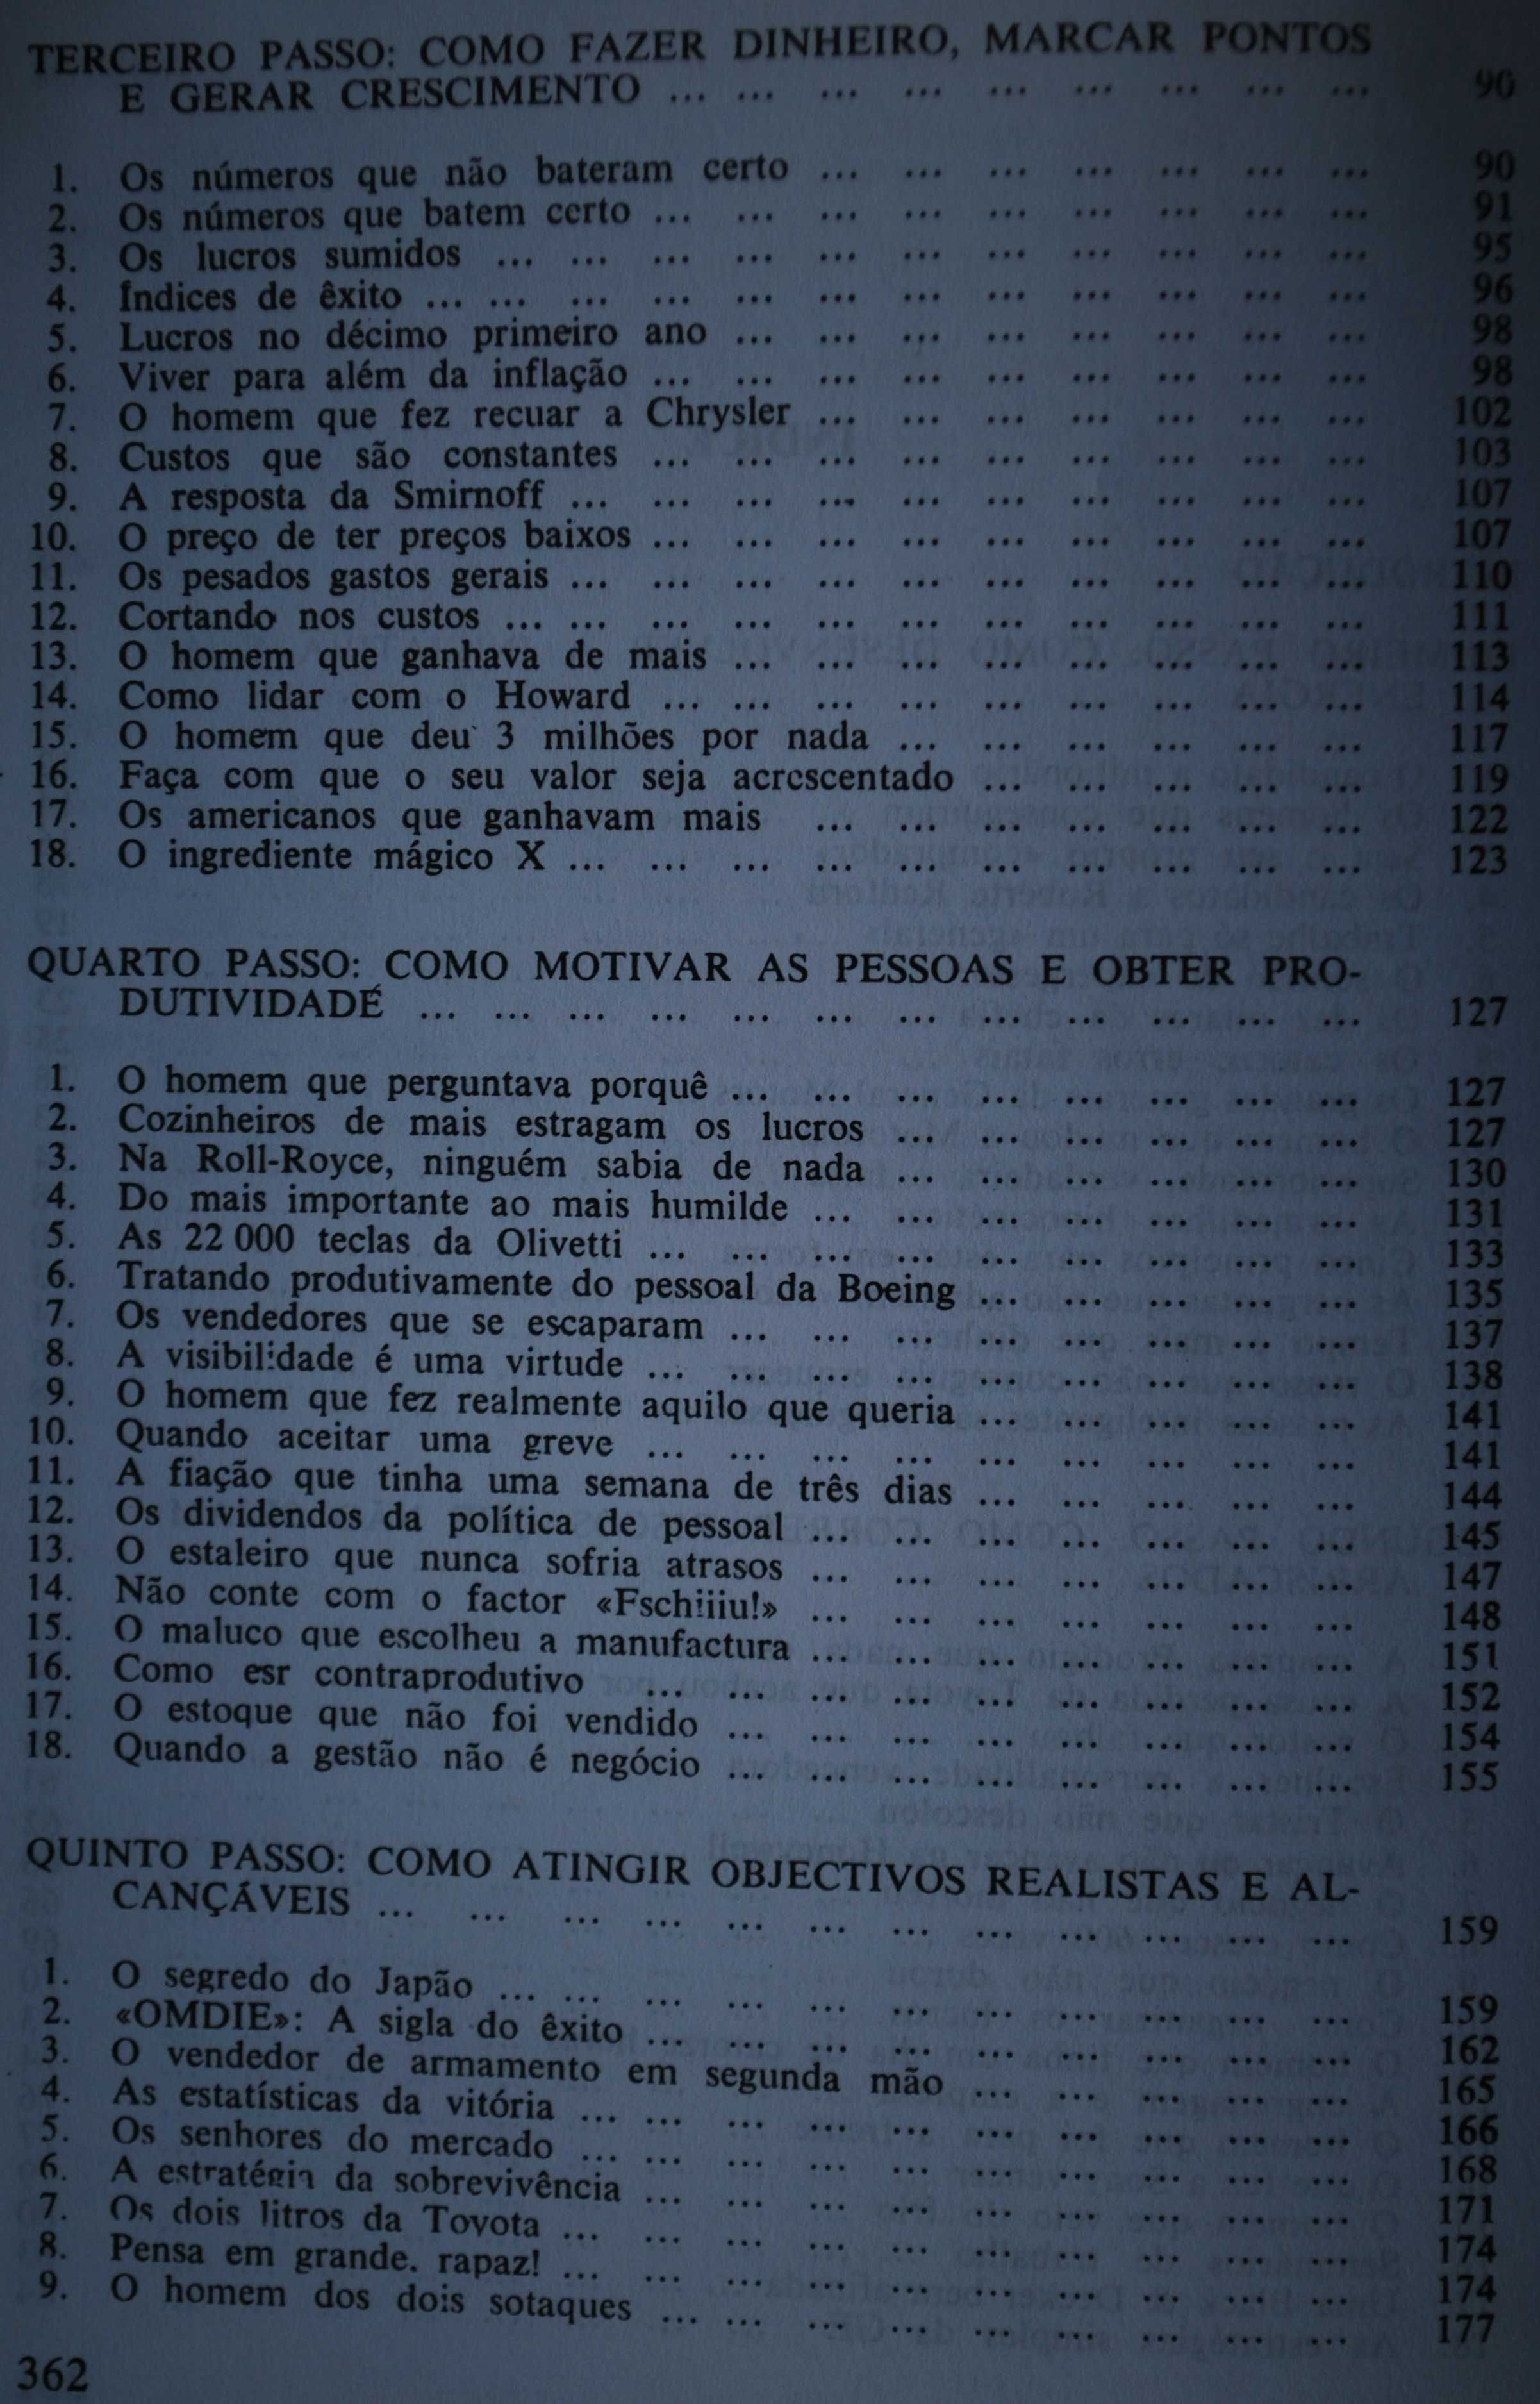 TERCEIRO PASSO: COMO FAZER DINHEIRO, MARCAR PONTOS
E GERAR CRESCIMENTO ... ... ... ... ... ... ... ... ... 90
1. Os números que não bateram certo ... ... ... ... ... ... ... 90
2. Os números que batem certo ... ... ... ... ... ... ... ... ... 91
3. Os lucros sumidos ... ... ... ... ... ... ... ... ... ... ... 95
4. Índices de êxito ... ... ... ... ... ... ... ... ... ... ... ... 96
5. Lucros no décimo primeiro ano ... ... ... ... ... ... ... ... 98
6. Viver para além da inflação ... ... ... ... ... ... ... ... ... 98
7. O homem que fez recuar a Chrysler ... ... ... ... ... ... ... 102
8. Custos que são constantes ... ... ... ... ... ... ... ... ... 103
9. A resposta da Smirnoff ... ... ... ... ... ... ... ... ... ... 107
10. O preço de ter preços baixos ... ... ... ... ... ... ... ... ... 107
11. Os pesados gastos gerais ... ... ... ... ... ... ... ... ... ... 110
12. Cortando nos custos ... ... ... ... ... ... ... ... ... ... ... 111
13. O homem que ganhava de mais ... ... ... ... ... ... ... ... 113
14. Como lidar com o Howard ... ... ... ... ... ... ... ... ... 114
15. O homem que deu 3 milhões por nada ... ... ... ... ... ... 117
16. Faça com que o seu valor seja acrescentado ... ... ... ... ... 119
17. Os americanos que ganhavam mais ... ... ... ... ... ... ... 122
18. O ingrediente mágico X ... ... ... ... ... ... ... ... ... ... 123
QUARTO PASSO: COMO MOTIVAR AS PESSOAS E OBTER PRO-
DUTIVIDADE ... ... ... ... ... ... ... ... ... ... ... ... 127
1. O homem que perguntava porquê ... ... ... ... ... ... ... ... 127
2. Cozinheiros de mais estragam os lucros ... ... ... ... ... ... 127
3. Na Roll-Royce, ninguém sabia de nada ... ... ... ... ... ... 130
4. Do mais importante ao mais humilde ... ... ... ... ... ... ... 131
5. As 22 000 teclas da Olivetti ... ... ... ... ... ... ... ... ... 133
6. Tratando produtivamente do pessoal da Boeing ... ... ... ... ... 135
7. Os vendedores que se escaparam ... ... ... ... ... ... ... ... 137
8. A visibilidade é uma virtude ... ... ... ... ... ... ... ... ... 138
9. O homem que fez realmente aquilo que queria ... ... ... ... ... 141
10. Quando aceitar uma greve ... ... ... ... ... ... ... ... ... 141
11. A fiação que tinha uma semana de três dias ... ... ... ... ... 144
12. Os dividendos da política de pessoal ... ... ... ... ... ... ... 145
13. O estaleiro que nunca sofria atrasos ... ... ... ... ... ... ... 147
14. Não conte com o factor «Fschiiiu!» ... ... ... ... ... ... ... 148
15. O maluco que escolheu a manufactura ... ... ... ... ... ... ... 151
16. Como esr contraprodutivo ... ... ... ... ... ... ... ... ... 152
17. O estoque que não foi vendido ... ... ... ... ... ... ... ... 154
18. Quando a gestão não é negócio ... ... ... ... ... ... ... ... 155
QUINTO PASSO: COMO ATINGIR OBJECTIVOS REALISTAS E AL-
CANÇÁVEIS ... ... ... ... ... ... ... ... ... ... ... ... 159
1. O segredo do Japão ... ... ... ... ... ... ... ... ... ... ... 159
2. «OMDIE»: A sigla do êxito ... ... ... ... ... ... ... ... ... 162
3. O vendedor de armamento em segunda mão ... ... ... ... ... 165
4. As estatísticas da vitória ... ... ... ... ... ... ... ... ... ... 166
5. Os senhores do mercado ... ... ... ... ... ... ... ... ... ... 168
6. A estratégia da sobrevivência ... ... ... ... ... ... ... ... ... 171
7. Os dois litros da Toyota ... ... ... ... ... ... ... ... ... ... 174
8. Pensa em grande, rapaz! ... ... ... ... ... ... ... ... ... ... 174
9. O homem dos dois sotaques ... ... ... ... ... ... ... ... ... 177
362